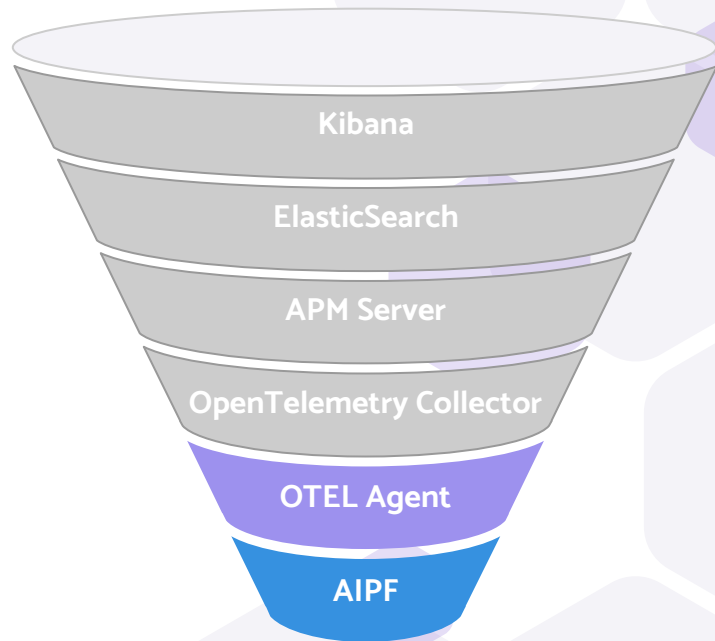 Kibana
ElasticSearch
APM Server
OpenTelemetry Collector
OTEL Agent
AIPF